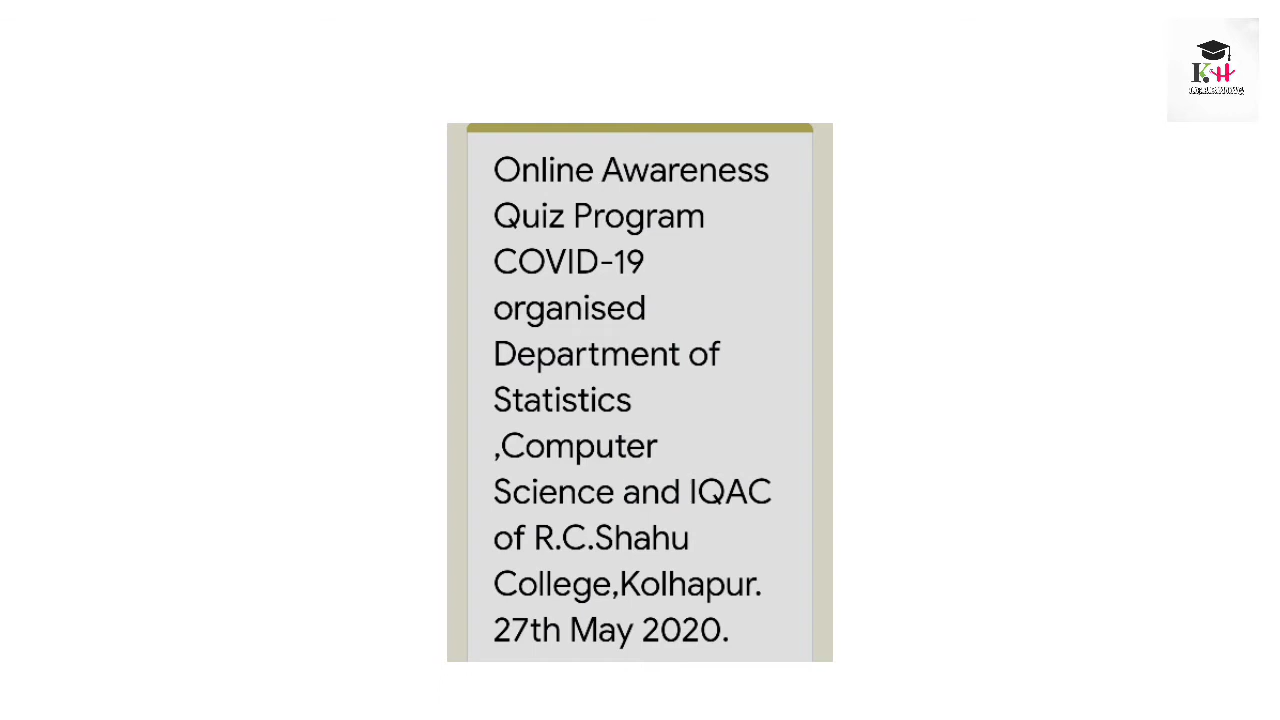 Online Awareness
Quiz Program
COVID-19
organised
Department of
Statistics
,Computer
Science and IQAC
of R.C.Shahu
College,Kolhapur.
27th May 2020.